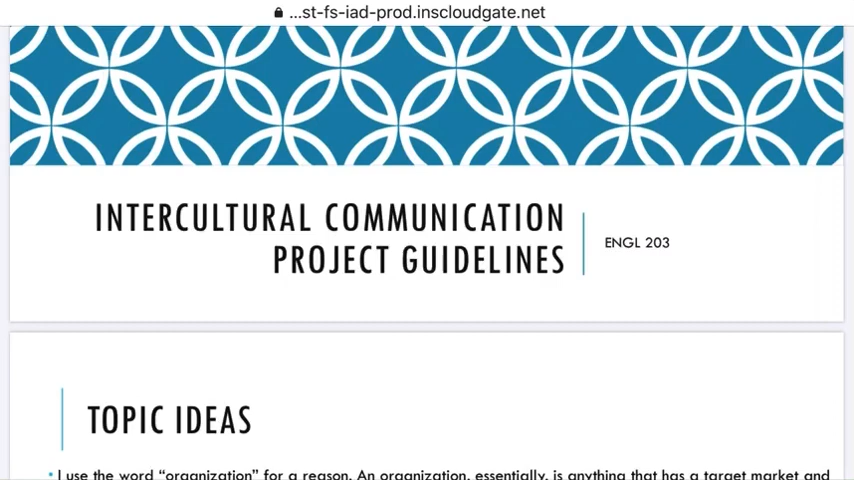 ...st-fs-iad-prod.inscloudgate.net
INTERCULTURAL COMMUNICATION
PROJECT GUIDELINES
ENGL 203
TOPIC IDEAS
I use the word “organization” for a reason. An organization, essentially, is anything that has a target market and